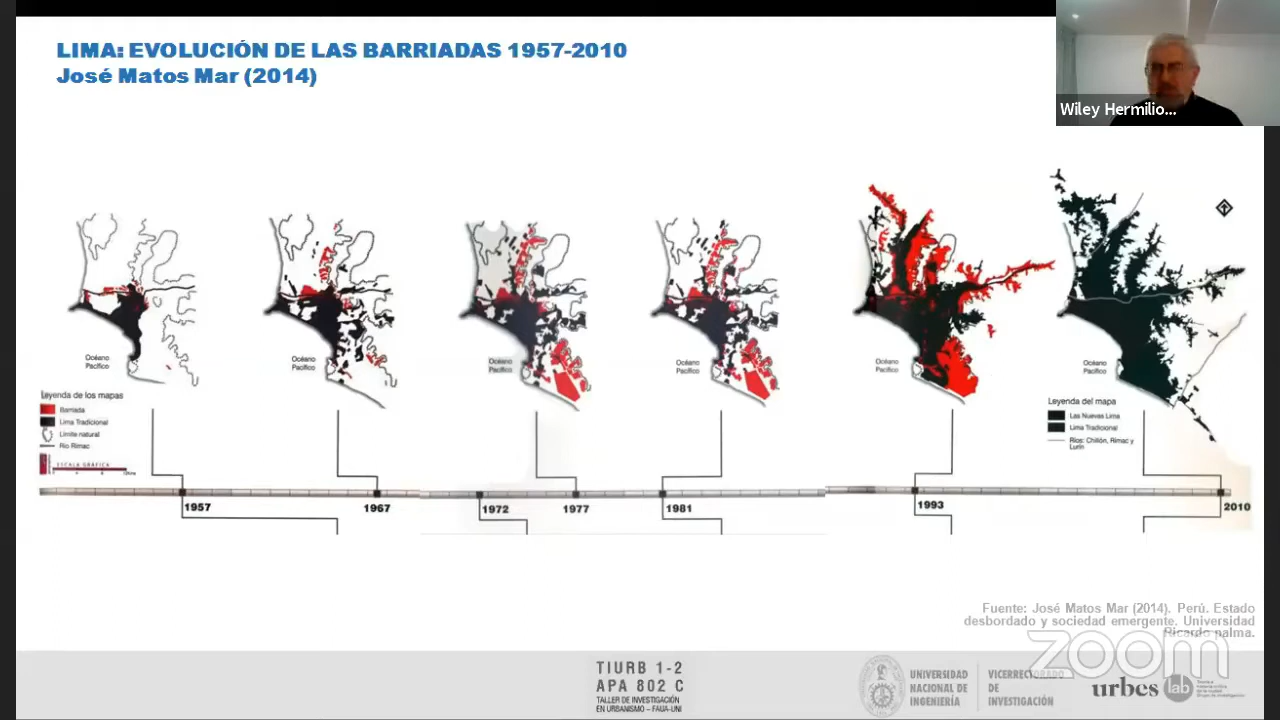 LIMA: EVOLUCIÓN DE LAS BARRIADAS 1957-2010
José Matos Mar (2014)
Wiley Hermilio...
Océano
Pacífico
Océano
Pacífico
Océano
Pacífico
Océano
Pacífico
Océano
Pacífico
Océano
Pacífico
Leyenda de los mapas
Barriada
Lima Tradicional
Límite natural
Río Rímac
ESCALA GRÁFICA
Leyenda del mapa
Las Nuevas Lima
Lima Tradicional
Ríos: Chillón, Rímac y
Lurín
1957
1967
1972
1977
1981
1993
2010
Fuente: José Matos Mar (2014). Perú. Estado
desbordado y sociedad emergente. Universidad
Ricardo palma.
zoom
TIURB 1-2
APA 802 C
TALLER DE INVESTIGACIÓN
EN URBANISMO – FAUA-UNI
UNIVERSIDAD
NACIONAL DE
INGENIERÍA
VICERRECTORADO
DE
INVESTIGACIÓN
urbes lab